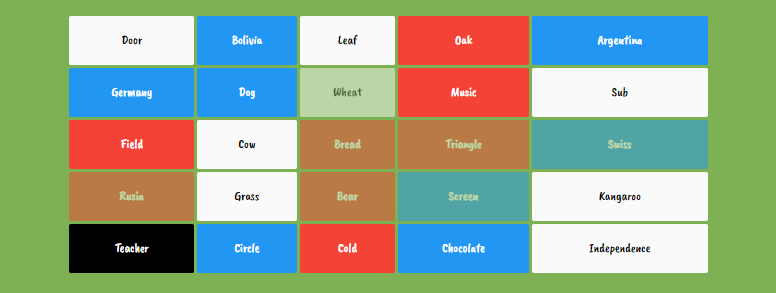 Door Bolivia Leaf Oak Argentina
Germany Dog Wheat Music Sub
Field Cow Bread Triangle Swiss
Rusia Grass Bear Screen Kangaroo
Teacher Circle Cold Chocolate Independence